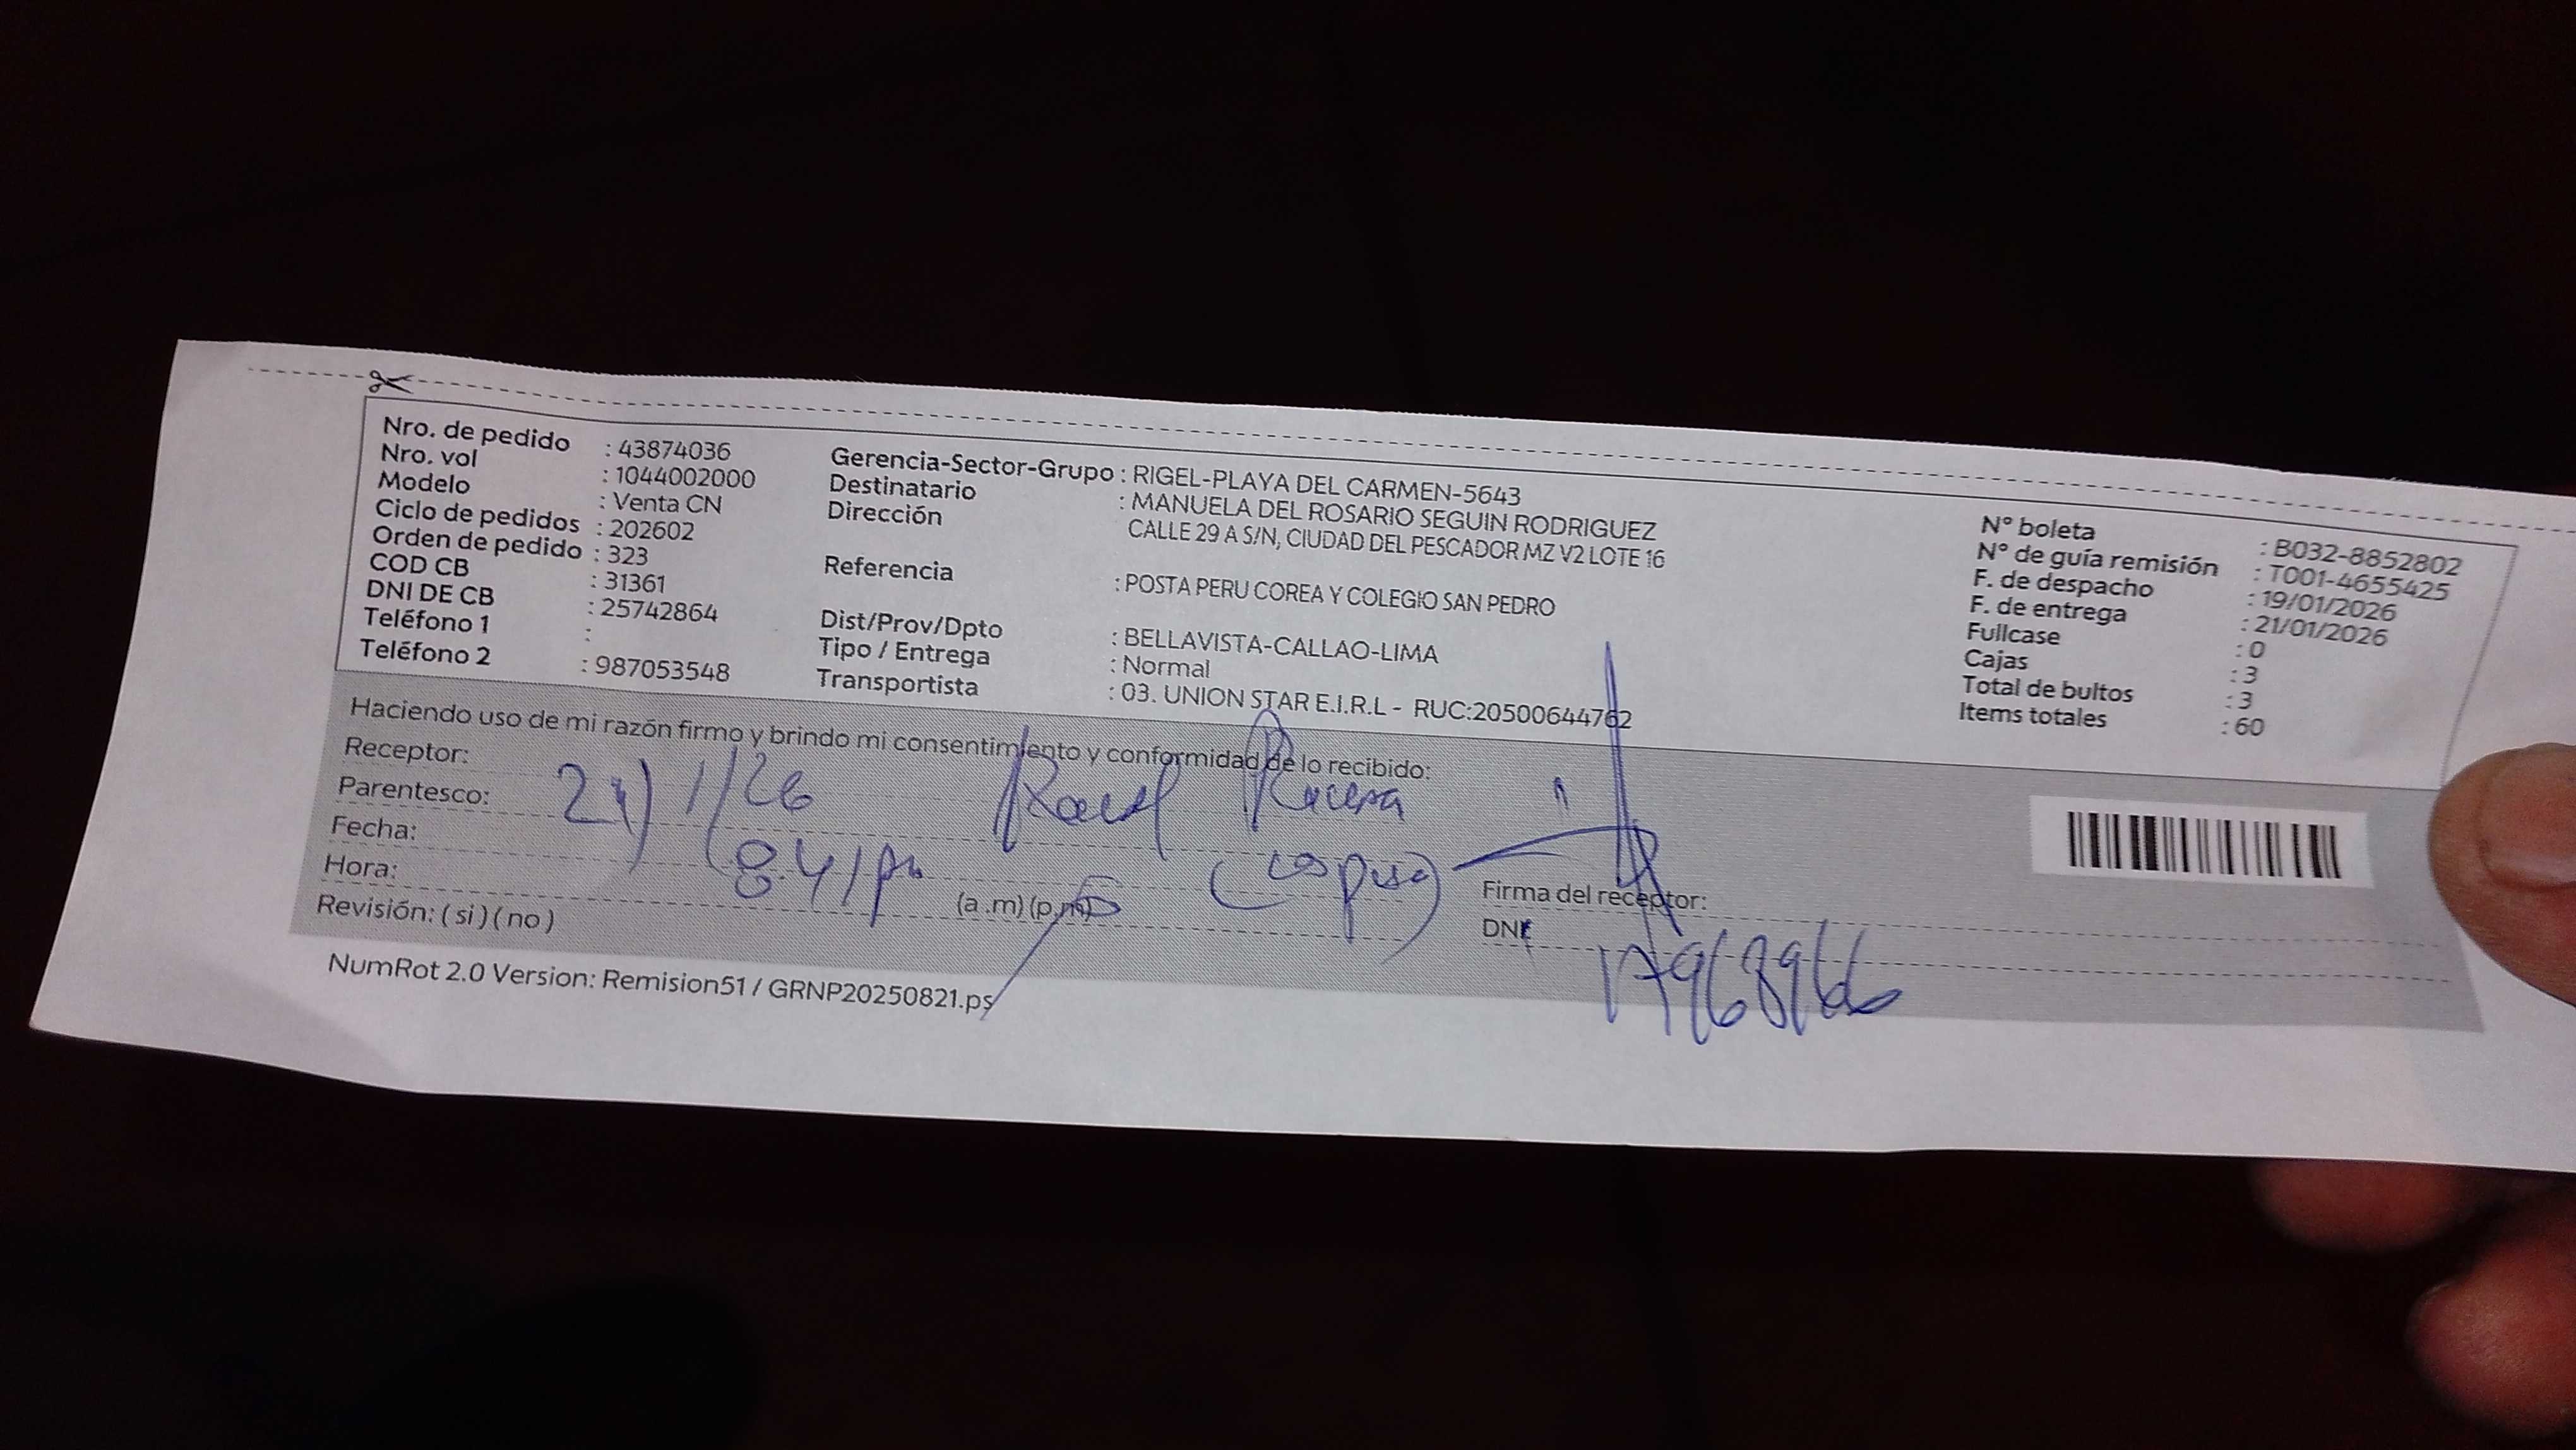 Nro. de pedido : 43874036
Nro. vol : 1044002000
Modelo : Venta CN
Ciclo de pedidos : 202602
Orden de pedido : 323
COD CB : 31361
DNI DE CB : 25742864
Teléfono 1 :
Teléfono 2 : 987053548
Gerencia-Sector-Grupo : RIGEL-PLAYA DEL CARMEN-5643
Destinatario : MANUELA DEL ROSARIO SEGUIN RODRIGUEZ
Dirección CALLE 29 A S/N, CIUDAD DEL PESCADOR MZ V2 LOTE 16
Referencia : POSTA PERU COREA Y COLEGIO SAN PEDRO
Dist/Prov/Dpto : BELLAVISTA-CALLAO-LIMA
Tipo / Entrega : Normal
Transportista : 03. UNION STAR E.I.R.L - RUC:20500644762
N° boleta : B032-8852802
N° de guía remisión : T001-4655425
F. de despacho : 19/01/2026
F. de entrega : 21/01/2026
Fullcase : 0
Cajas : 3
Total de bultos : 3
Items totales : 60
Haciendo uso de mi razón firmo y brindo mi consentimiento y conformidad de lo recibido:
Receptor:
Parentesco:
Fecha:
Hora: 8:41 pm
(a.m) (p.m)
Revisión: ( si ) ( no )
Firma del receptor:
DNI
NumRot 2.0 Version: Remision51 / GRNP20250821.ps